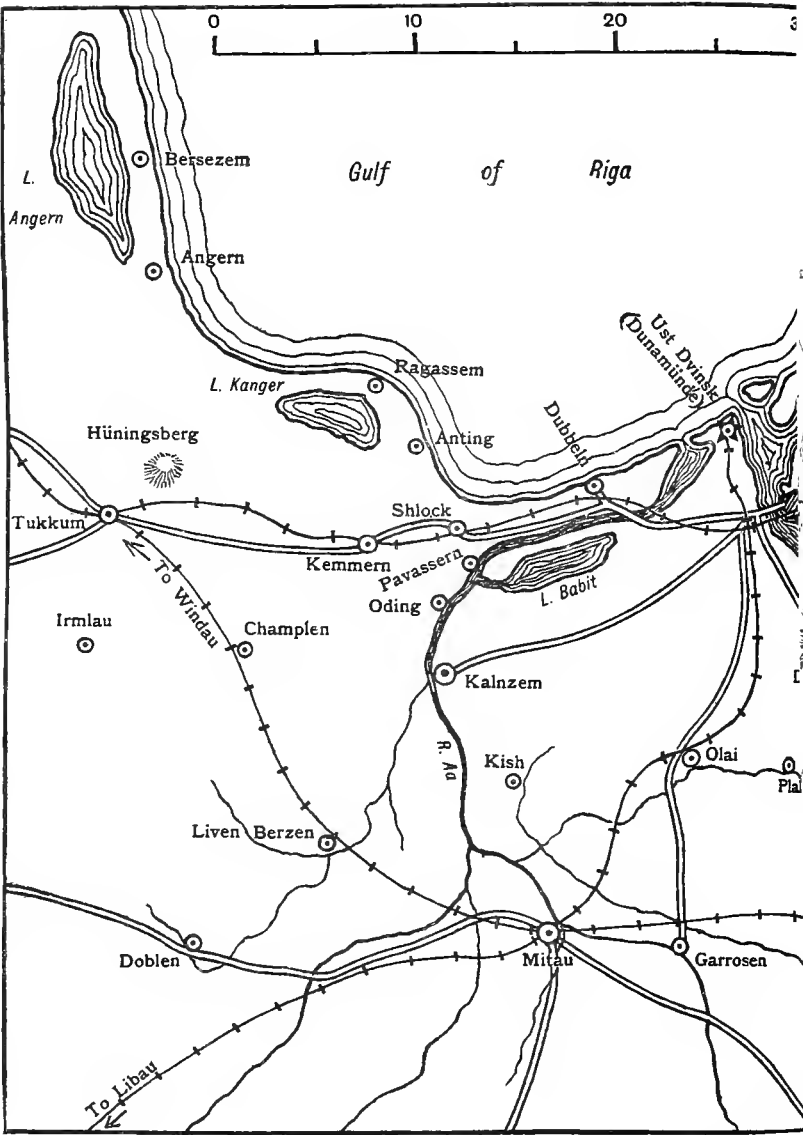 0 10 20 3
Bersezem
Gulf of Riga
L.
Angern
Angern
Ust Dvinsk
(Dunamünde)
Ragassem
L. Kanger
Dubbeln
Hüningsberg
Anting
Tukkum
Shlock
Kemmern
Pavassern
To Windau
L. Babit
Oding
Irmlau
Champlen
Kalnzem
R. Aa
Kish
Olai
Pla
Liven Berzen
Doblen
Mitau
Garrosen
To Libau